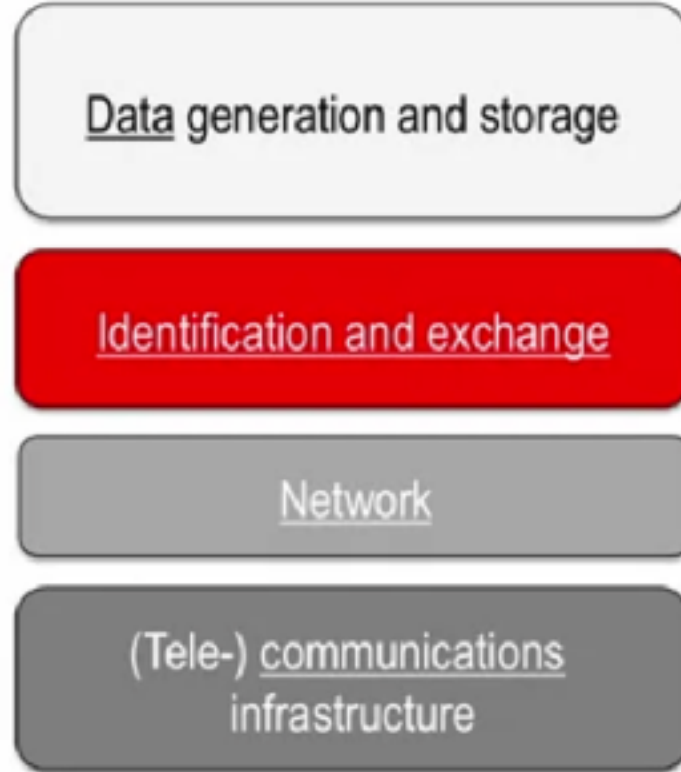 Data generation and storage
Identification and exchange
Network
(Tele-) communications
infrastructure